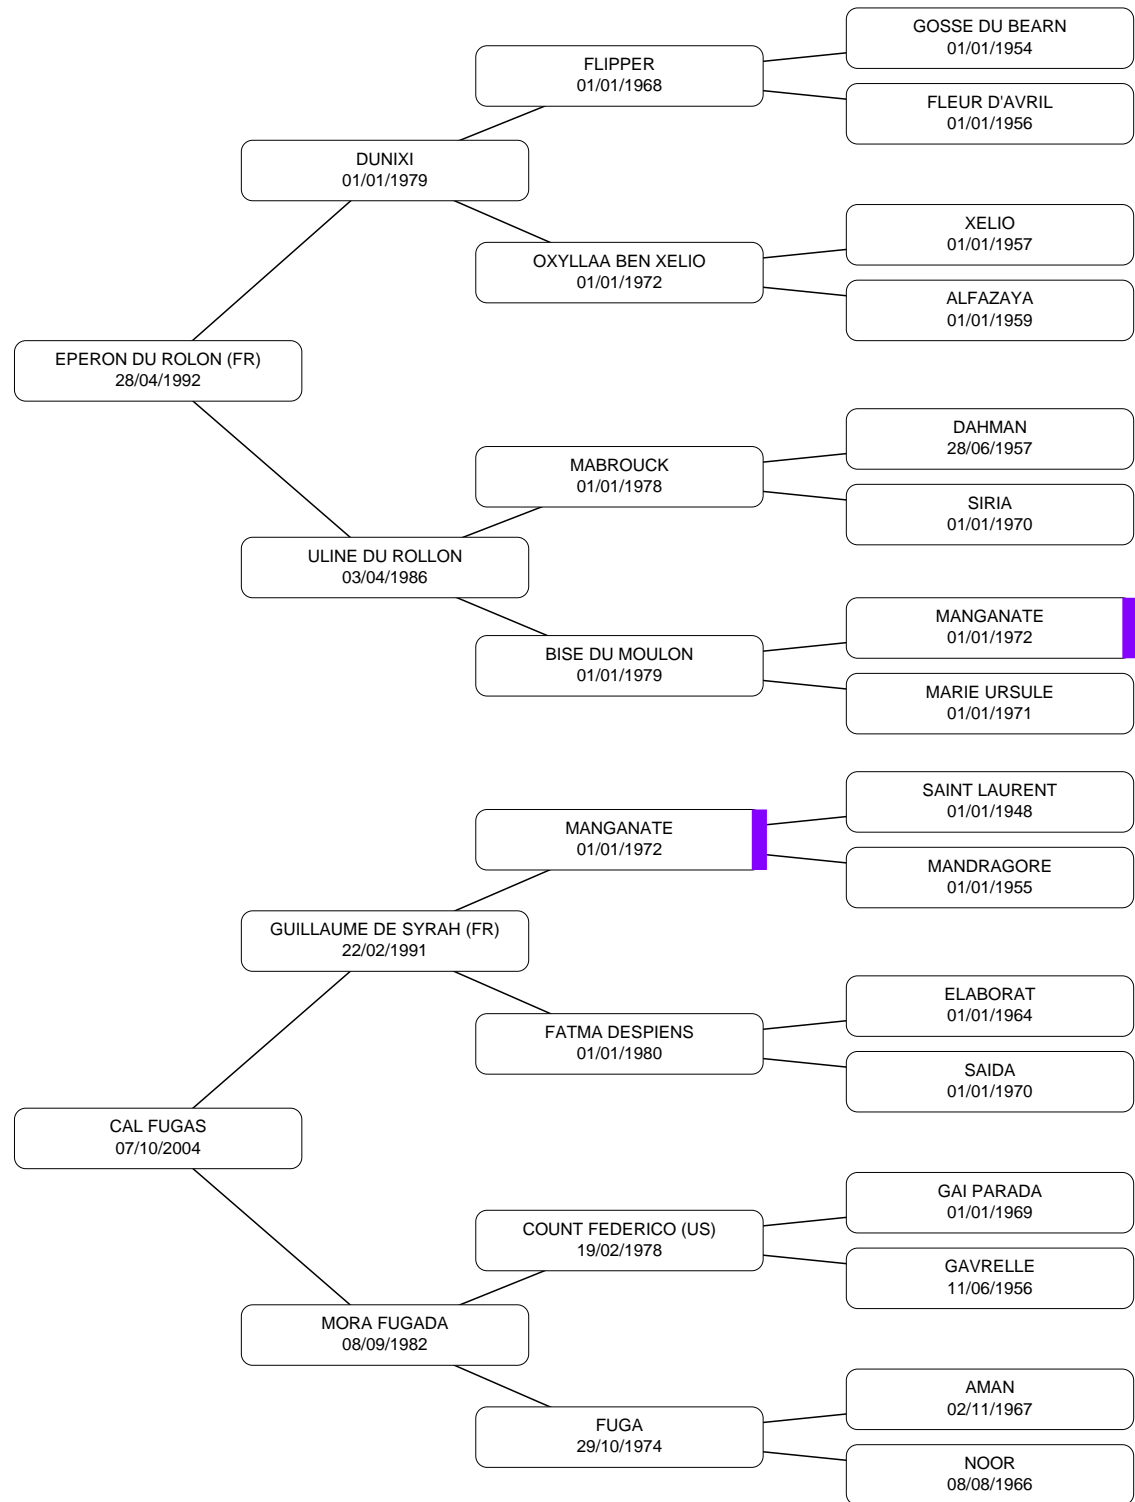 GOSSE DU BEARN
01/01/1954
FLIPPER
01/01/1968
FLEUR D'AVRIL
01/01/1956
DUNIXI
01/01/1979
XELIO
01/01/1957
OXYLLAA BEN XELIO
01/01/1972
ALFAZAYA
01/01/1959
EPERON DU ROLON (FR)
28/04/1992
DAHMAN
28/06/1957
MABROUCK
01/01/1978
SIRIA
01/01/1970
ULINE DU ROLLON
03/04/1986
MANGANATE
01/01/1972
BISE DU MOULON
01/01/1979
MARIE URSULE
01/01/1971
SAINT LAURENT
01/01/1948
MANGANATE
01/01/1972
MANDRAGORE
01/01/1955
GUILLAUME DE SYRAH (FR)
22/02/1991
ELABORAT
01/01/1964
FATMA DESPIENS
01/01/1980
SAIDA
01/01/1970
CAL FUGAS
07/10/2004
GAI PARADA
01/01/1969
COUNT FEDERICO (US)
19/02/1978
GAVRELLE
11/06/1956
MORA FUGADA
08/09/1982
AMAN
02/11/1967
FUGA
29/10/1974
NOOR
08/08/1966